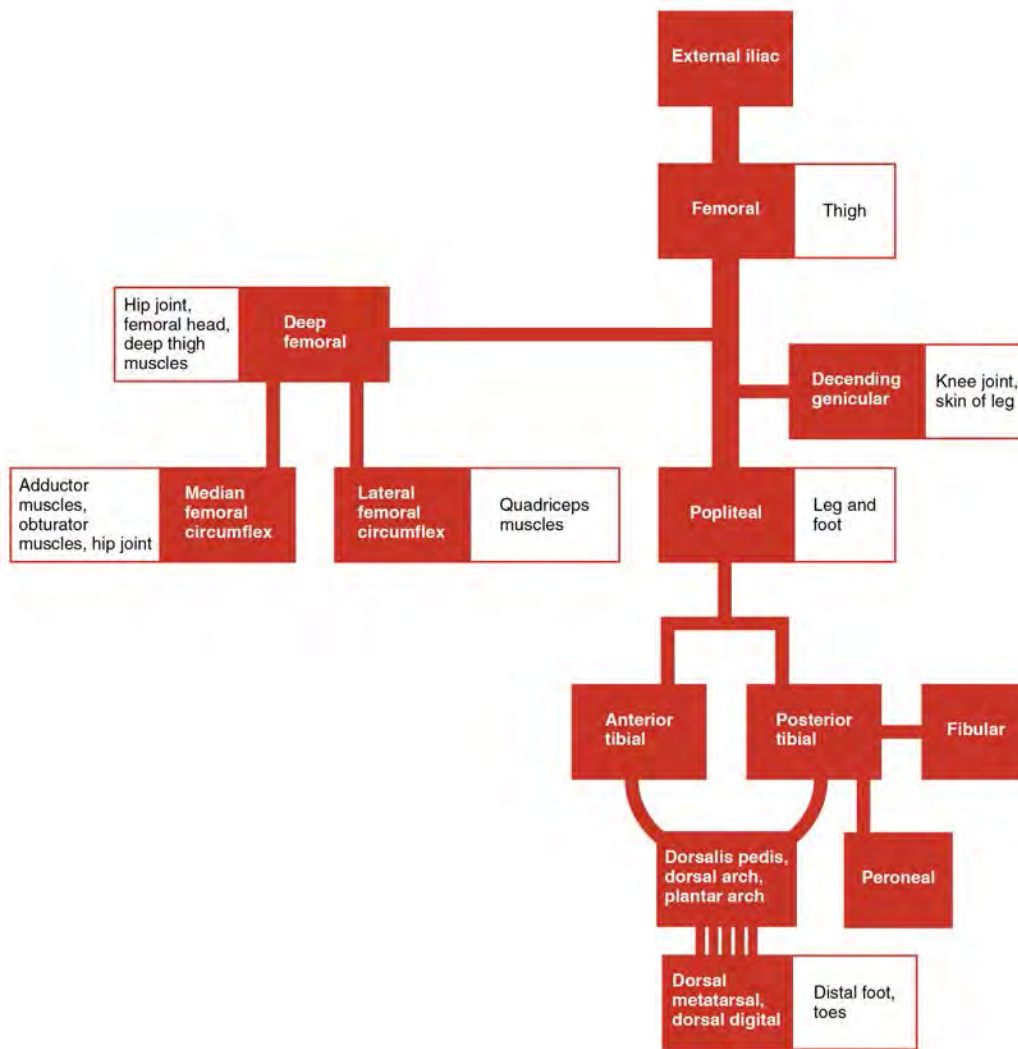 External iliac
Femoral
Thigh
Hip joint,
femoral head,
deep thigh
muscles
Deep
femoral
Decending
genicular
Knee joint,
skin of leg
Adductor
muscles,
obturator
muscles, hip joint
Median
femoral
circumflex
Lateral
femoral
circumflex
Quadriceps
muscles
Popliteal
Leg and
foot
Anterior
tibial
Posterior
tibial
Fibular
Dorsalis pedis,
dorsal arch,
plantar arch
Peroneal
Dorsal
metatarsal,
dorsal digital
Distal foot,
toes